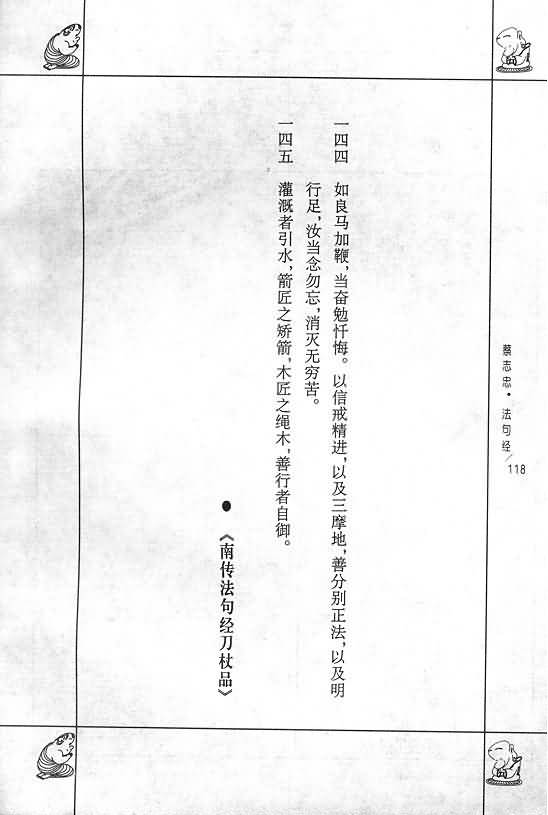 一四四　如良马加鞭，当奋勉忏悔。以信戒精进，以及三摩地，善分别正法，以及明
行足，汝当念勿忘，消灭无穷苦。
一四五　灌溉者引水，箭匠之矫箭，木匠之绳木，善行者自御。
●《南传法句经刀杖品》
蔡志忠·法句经/118